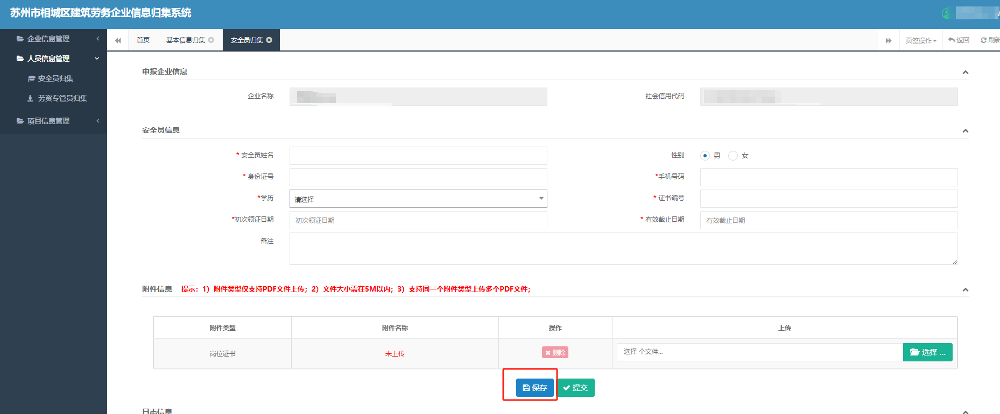 苏州市相城区建筑劳务企业信息归集系统
企业信息管理
人员信息管理
安全员归集
劳资专管员归集
项目信息管理
首页 基本信息归集 安全员归集 页签操作 返回 刷新
申报企业信息
企业名称 社会信用代码
安全员信息
* 安全员姓名 性别 男 女
* 身份证号 *手机号码
*学历 请选择 * 证书编号
*初次领证日期 初次领证日期 * 有效截止日期 有效截止日期
备注
附件信息 提示：1）附件类型仅支持PDF文件上传；2）文件大小需在5M以内；3）支持同一个附件类型上传多个PDF文件；
附件类型 附件名称 操作 上传
岗位证书 未上传 删除 选择 个文件... 选择 ...
保存 提交
日志信息